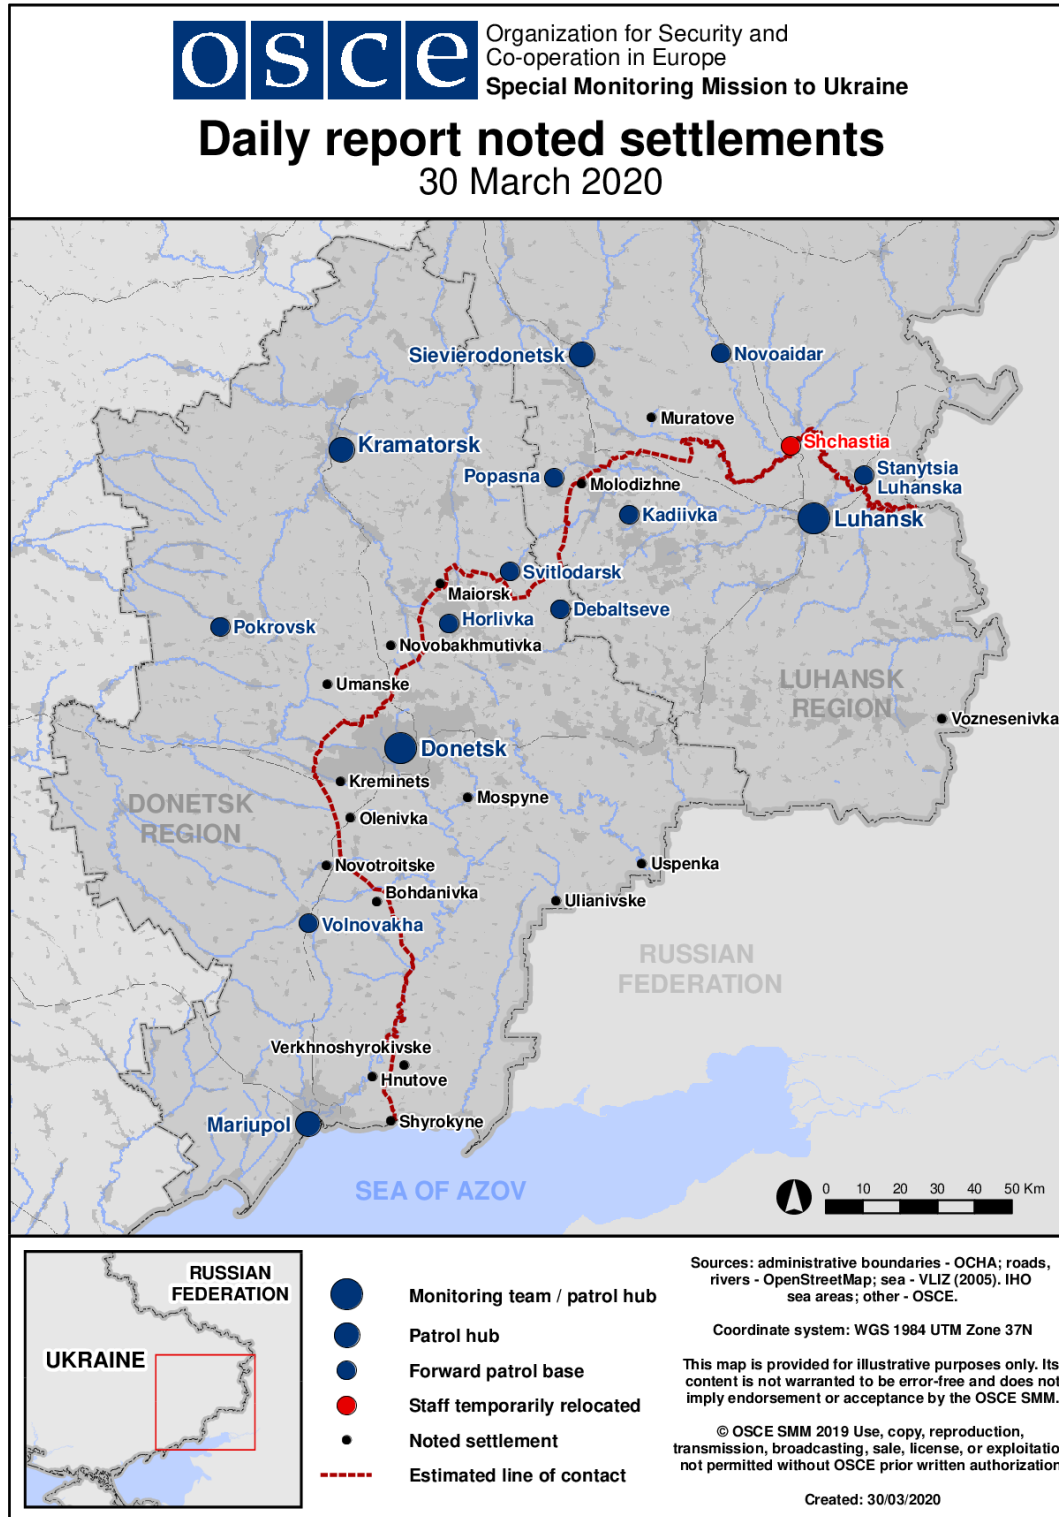 osce
Organization for Security and
Co-operation in Europe
Special Monitoring Mission to Ukraine
Daily report noted settlements
30 March 2020
Sievierodonetsk
Novoaidar
Muratove
Kramatorsk
Shchastia
Popasna
Molodizhne
Stanytsia
Luhanska
Kadiivka
Luhansk
Svitlodarsk
Maiorsk
Debaltseve
Horlivka
Pokrovsk
Novobakhmutivka
Umanske
LUHANSK
REGION
Voznesenivka
Donetsk
Kreminets
Mospyne
DONETSK
REGION
Olenivka
Novotroitske
Uspenka
Bohdanivka
Ulianivske
Volnovakha
RUSSIAN
FEDERATION
Verkhnoshyrokivske
Hnutove
Mariupol
Shyrokyne
SEA OF AZOV
0 10 20 30 40 50 Km
RUSSIAN
FEDERATION
UKRAINE
Monitoring team / patrol hub
Patrol hub
Forward patrol base
Staff temporarily relocated
Noted settlement
Estimated line of contact
Sources: administrative boundaries - OCHA; roads,
rivers - OpenStreetMap; sea - VLIZ (2005). IHO
sea areas; other - OSCE.
Coordinate system: WGS 1984 UTM Zone 37N
This map is provided for illustrative purposes only. Its
content is not warranted to be error-free and does not
imply endorsement or acceptance by the OSCE SMM.
© OSCE SMM 2019 Use, copy, reproduction,
transmission, broadcasting, sale, license, or exploitatio
not permitted without OSCE prior written authorization
Created: 30/03/2020